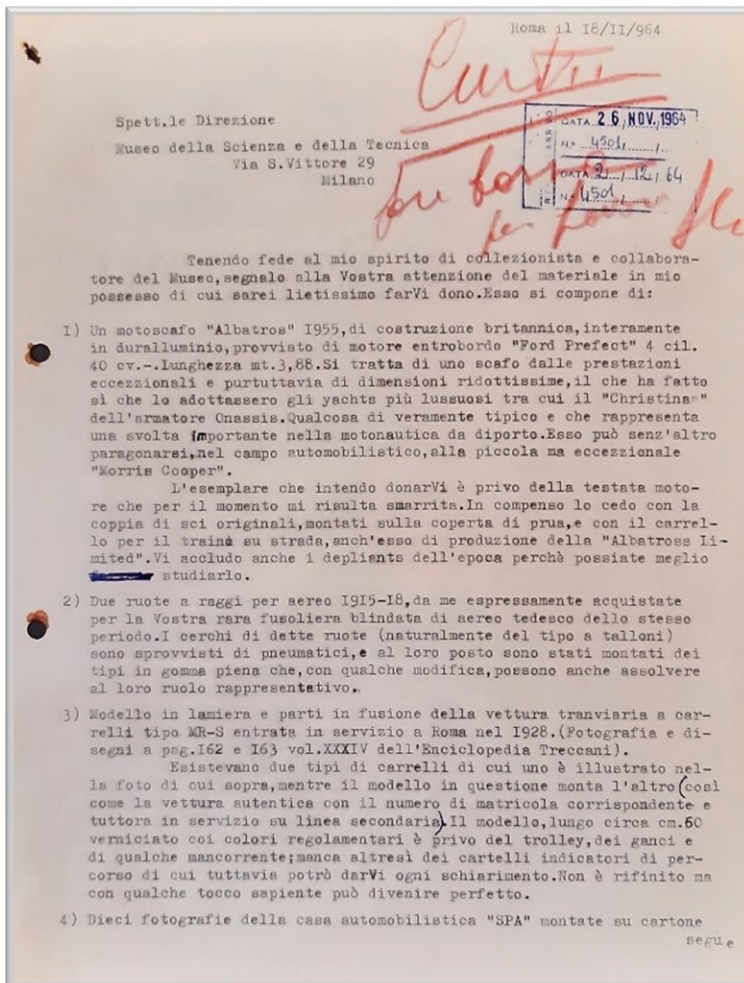 Roma il I8/II/964
Curti
Spett.le Direzione
Museo della Scienza e della Tecnica
Via S.Vittore 29
Milano
DATA 26 NOV. 1964
N.° 4501
DATA 2 / 12 / 64
N.° 4501
Tenendo fede al mio spirito di collezionista e collabora-
tore del Museo,segnalo alla Vostra attenzione del materiale in mio
possesso di cui sarei lietissimo farVi dono.Esso si compone di:
I) Un motoscafo "Albatros" I955,di costruzione britannica,interamente
in duralluminio,provvisto di motore entrobordo "Ford Prefect" 4 cil.
40 cv.-.Lunghezza mt.3,88.Si tratta di uno scafo dalle prestazioni
eccezzionali e purtuttavia di dimensioni ridottissime,il che ha fatto
sì che lo adottassero gli yachts più lussuosi tra cui il "Christina"
dell'armatore Onassis.Qualcosa di veramente tipico e che rappresenta
una svolta importante nella motonautica da diporto.Esso può senz'altro
paragonarsi,nel campo automobilistico,alla piccola ma eccezzionale
"Morris Cooper".
L'esemplare che intendo donarVi è privo della testata moto-
re che per il momento mi risulta smarrita.In compenso lo cedo con la
coppia di sci originali,montati sulla coperta di prua,e con il carrel-
lo per il traino su strada,anch'esso di produzione della "Albatross Li-
mited".Vi accludo anche i depliants dell'epoca perchè possiate meglio
studiarlo.
2) Due ruote a raggi per aereo I9I5-I8,da me espressamente acquistate
per la Vostra rara fusoliera blindata di aereo tedesco dello stesso
periodo.I cerchi di dette ruote (naturalmente del tipo a talloni)
sono sprovvisti di pneumatici,e al loro posto sono stati montati dei
tipi in gomma piena che,con qualche modifica,possono anche assolvere
al loro ruolo rappresentativo.
3) Modello in lamiera e parti in fusione della vettura tranviaria a car-
relli tipo MR-S entrata in servizio a Roma nel I928.(Fotografia e di-
segni a pag.I62 e I63 vol.XXXIV dell'Enciclopedia Treccani).
Esistevano due tipi di carrelli di cui uno è illustrato nel-
la foto di cui sopra,mentre il modello in questione monta l'altro(così
come la vettura autentica con il numero di matricola corrispondente e
tuttora in servizio su linea secondaria).Il modello,lungo circa cm.60
verniciato coi colori regolamentari è privo del trolley,dei ganci e
di qualche mancorrente;manca altresì dei cartelli indicatori di per-
corso di cui tuttavia potrò darVi ogni schiarimento.Non è rifinito ma
con qualche tocco sapiente può divenire perfetto.
4) Dieci fotografie della casa automobilistica "SPA" montate su cartone
segue